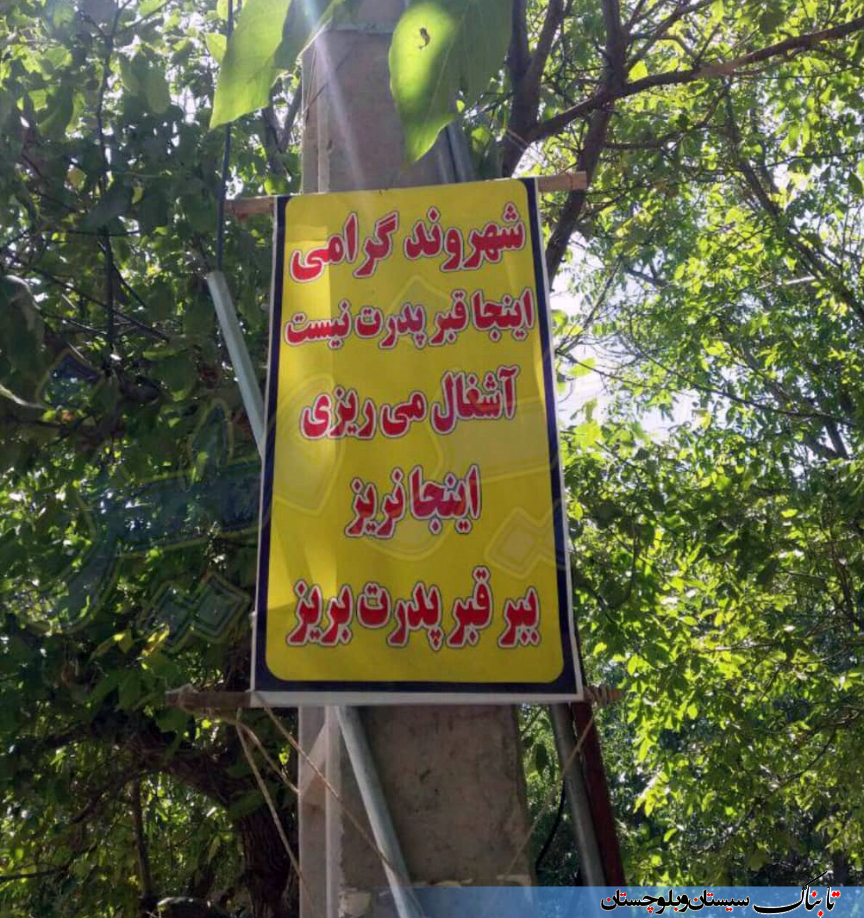 شهروند گرامی
اینجا قبر پدرت نیست
آشغال می ریزی
اینجا نریز
ببر قبر پدرت بریز
تابناک سیستان‌وبلوچستان